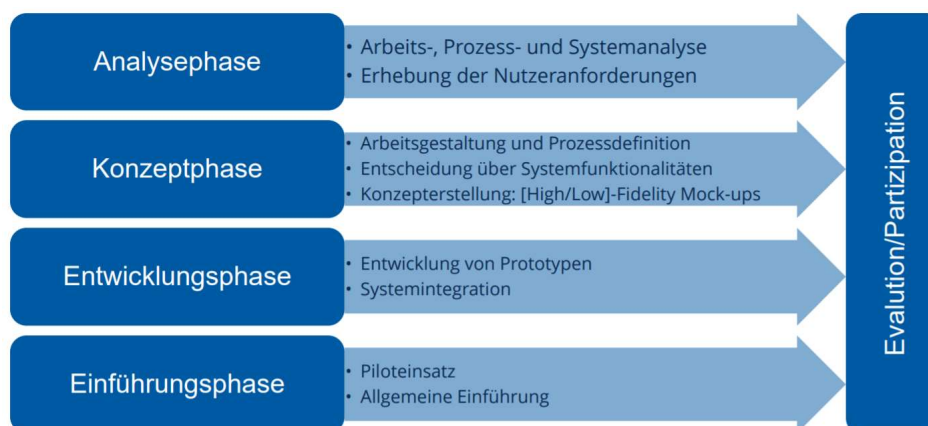 Analysephase
• Arbeits-, Prozess- und Systemanalyse
• Erhebung der Nutzeranforderungen
Konzeptphase
• Arbeitsgestaltung und Prozessdefinition
• Entscheidung über Systemfunktionalitäten
• Konzepterstellung: [High/Low]-Fidelity Mock-ups
Entwicklungsphase
• Entwicklung von Prototypen
• Systemintegration
Einführungsphase
• Piloteinsatz
• Allgemeine Einführung
Evalution/Partizipation